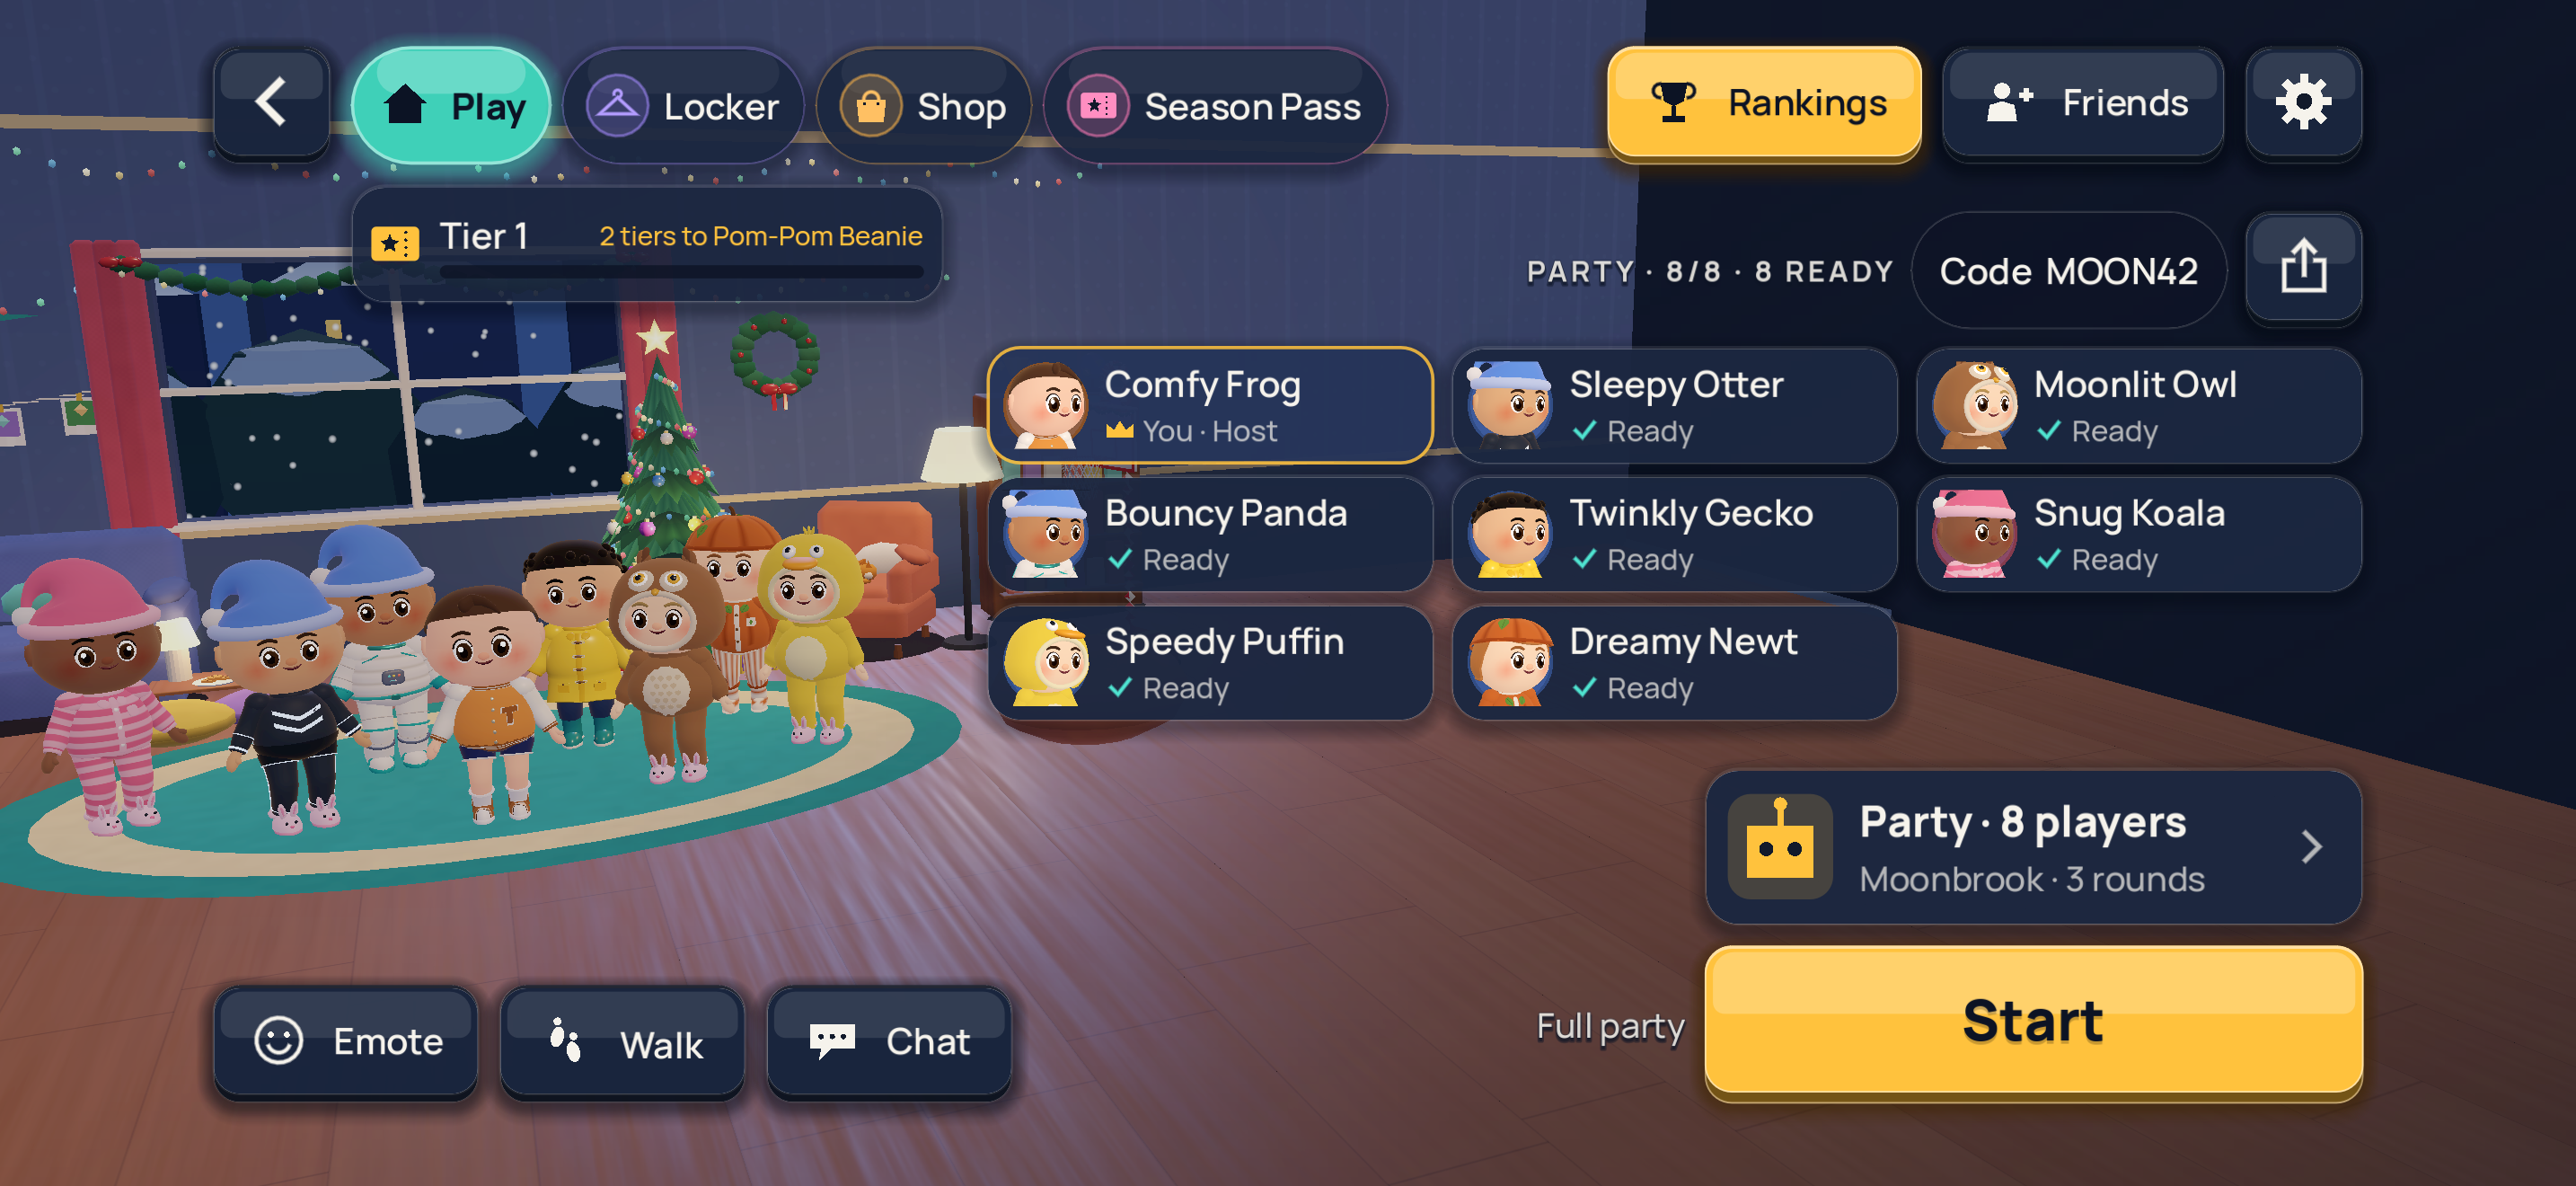 Play
Locker
Shop
Season Pass
Rankings
Friends
Tier 1
2 tiers to Pom-Pom Beanie
PARTY · 8/8 · 8 READY
Code MOON42
Comfy Frog
You · Host
Sleepy Otter
Ready
Moonlit Owl
Ready
Bouncy Panda
Ready
Twinkly Gecko
Ready
Snug Koala
Ready
Speedy Puffin
Ready
Dreamy Newt
Ready
T
Party · 8 players
Moonbrook · 3 rounds
Full party
Start
Emote
Walk
Chat